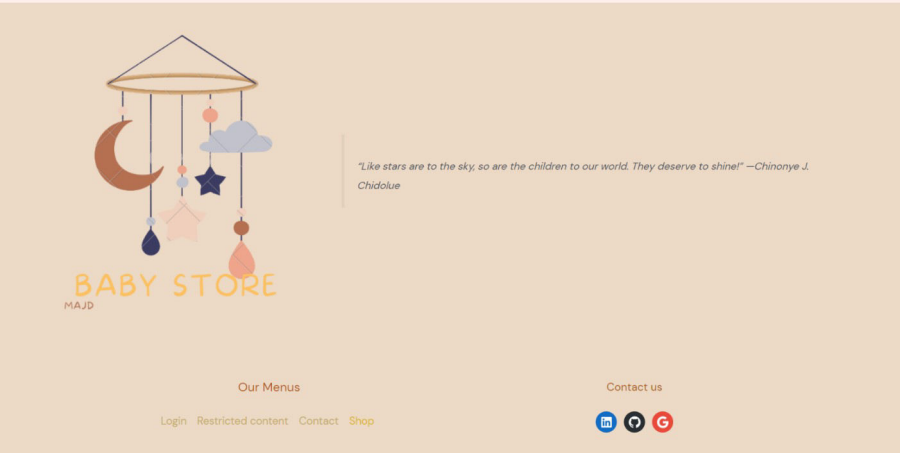 BABY STORE
MAJD
“Like stars are to the sky, so are the children to our world. They deserve to shine!” —Chinonye J.
Chidolue
Our Menus
Contact us
Login Restricted content Contact Shop
in
G